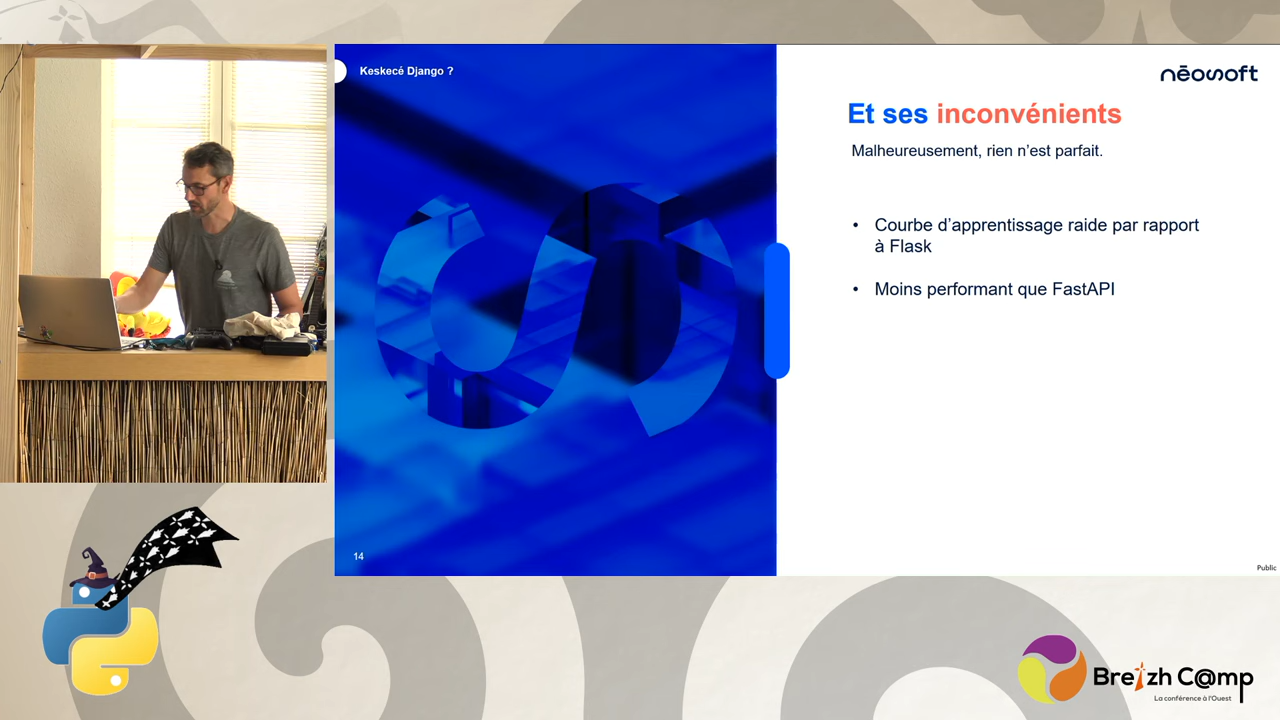 Keskecé Django ?
nēosoft
Et ses inconvénients
Malheureusement, rien n’est parfait.
• Courbe d’apprentissage raide par rapport
à Flask
• Moins performant que FastAPI
14
Public
Breizh C@mp
La conférence à l'Ouest